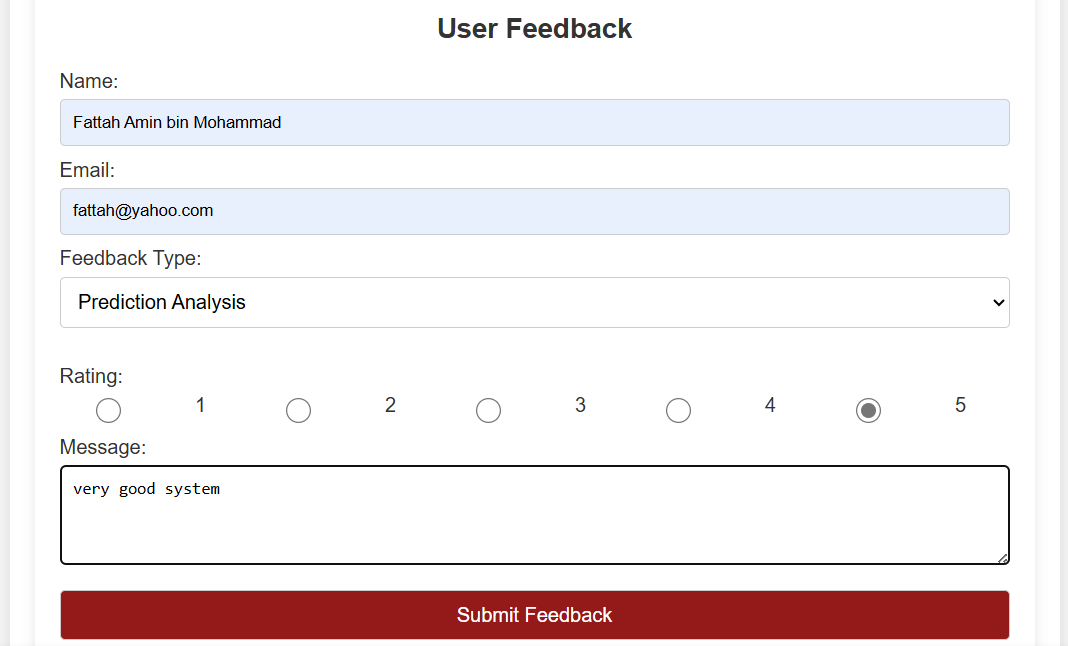 User Feedback
Name:
Fattah Amin bin Mohammad
Email:
fattah@yahoo.com
Feedback Type:
Prediction Analysis
Rating:
1 2 3 4 5
Message:
very good system
Submit Feedback